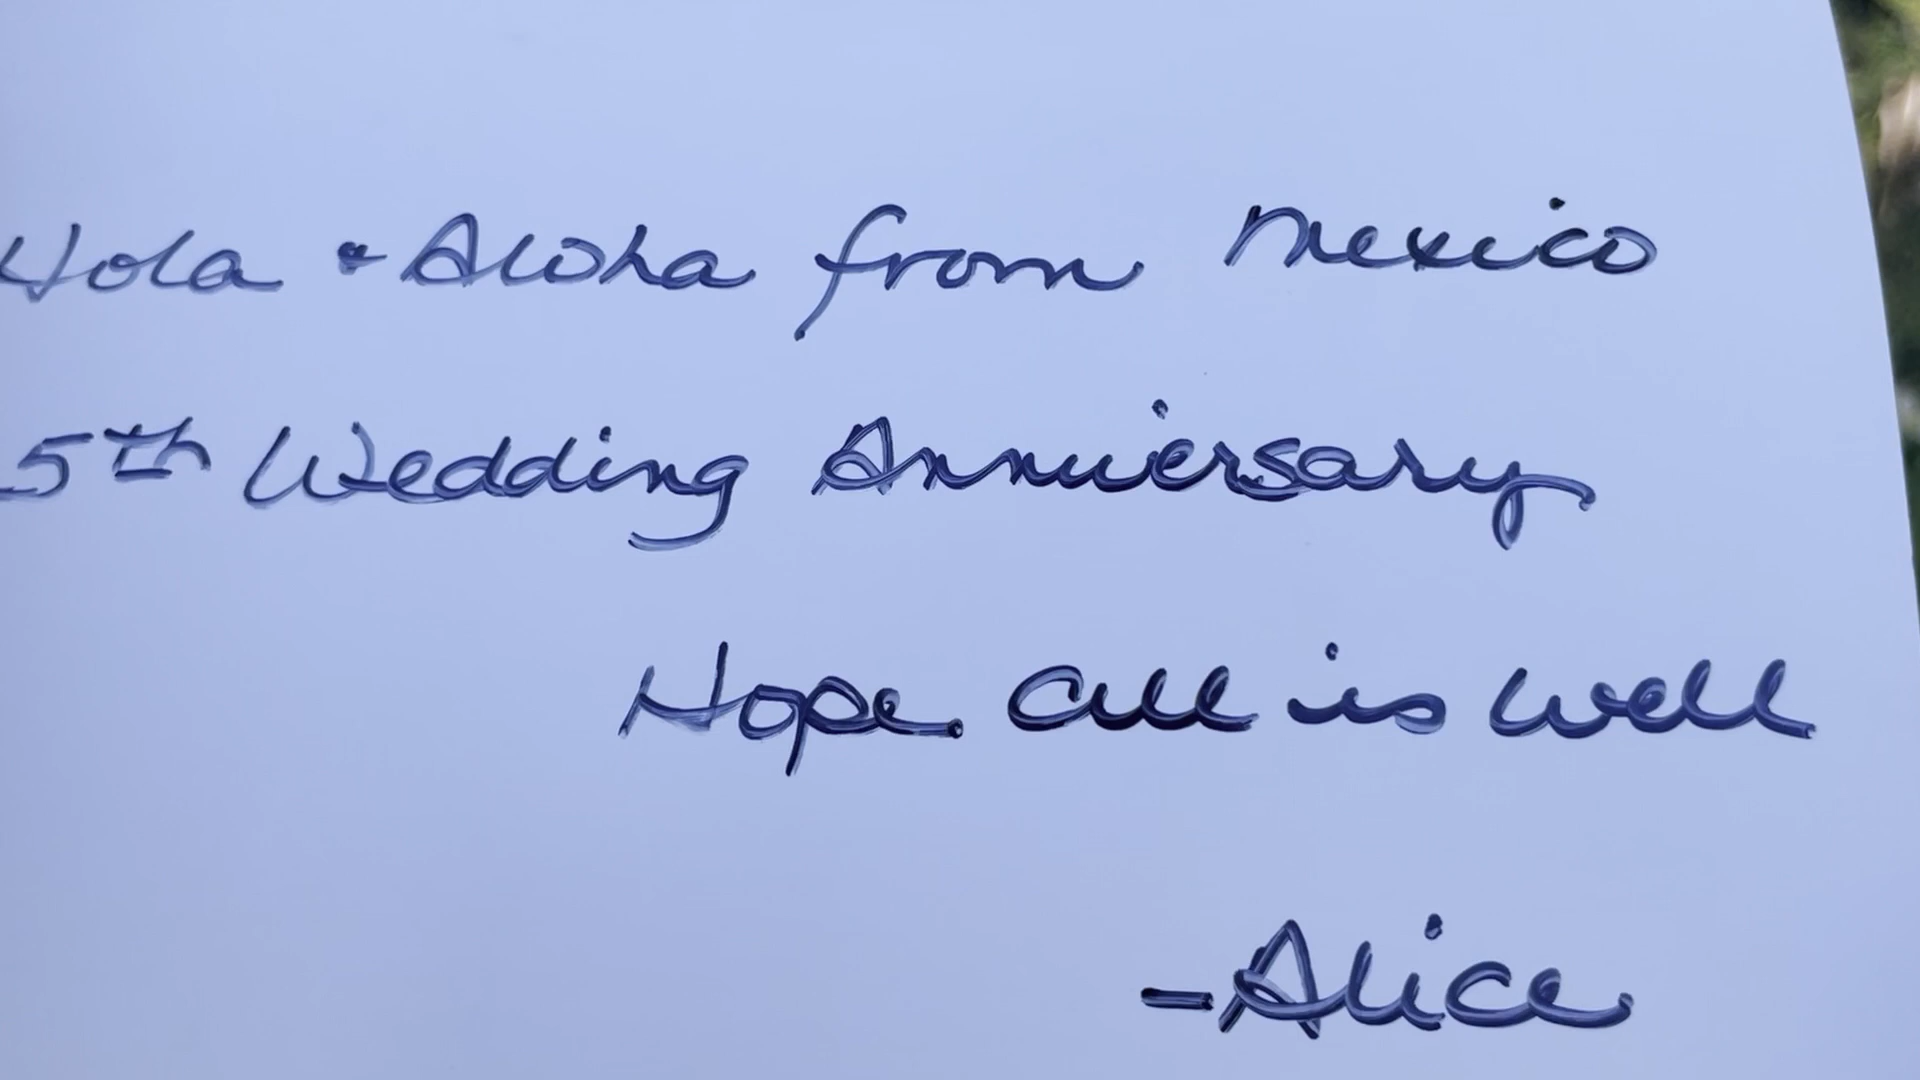 Hola & Aloha from Mexico
5th Wedding Anniversary
Hope all is well
-Alice